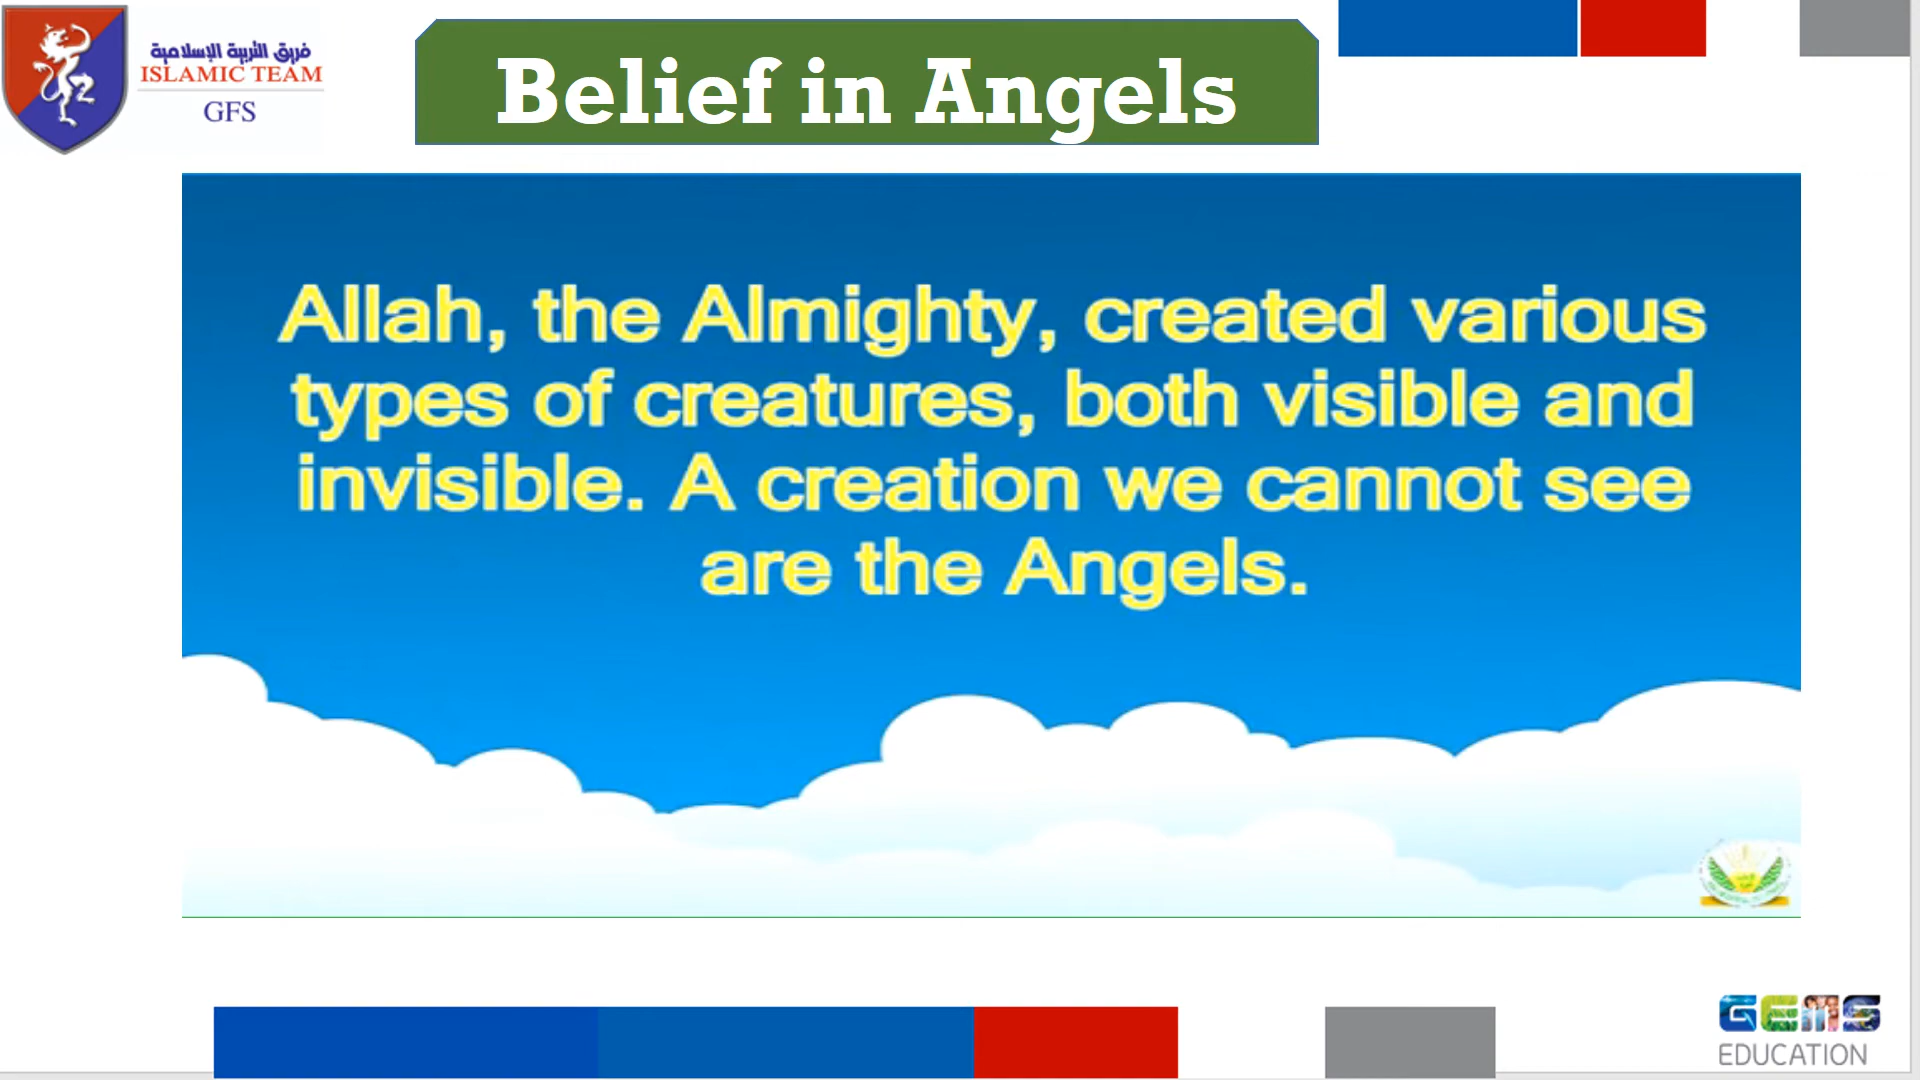 فريق التربية الإسلامية
ISLAMIC TEAM
GFS
Belief in Angels
Allah, the Almighty, created various
types of creatures, both visible and
invisible. A creation we cannot see
are the Angels.
GEMS
EDUCATION